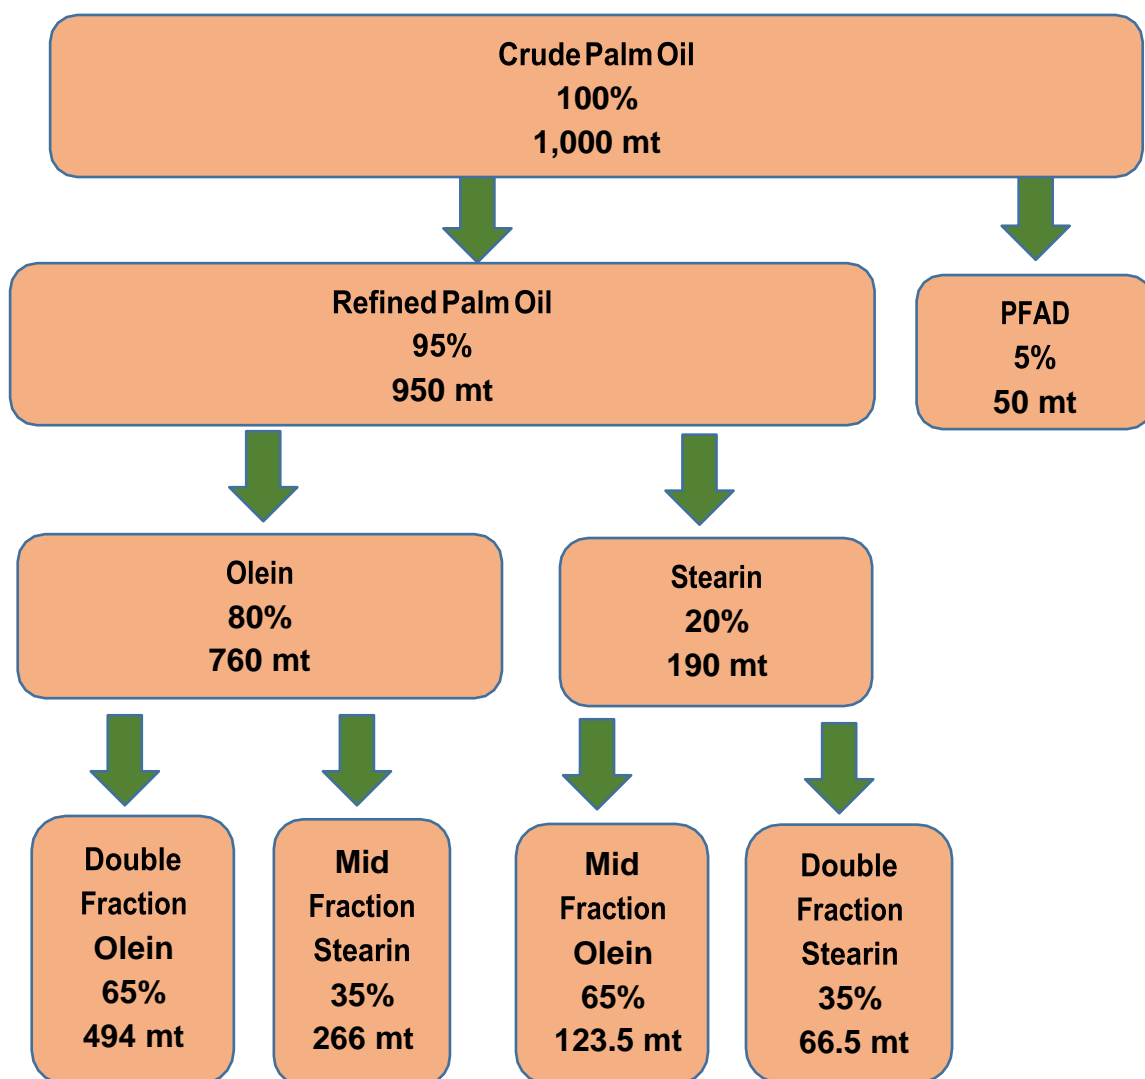 Crude Palm Oil
100%
1,000 mt
Refined Palm Oil
95%
950 mt
PFAD
5%
50 mt
Olein
80%
760 mt
Stearin
20%
190 mt
Double
Fraction
Olein
65%
494 mt
Mid
Fraction
Stearin
35%
266 mt
Mid
Fraction
Olein
65%
123.5 mt
Double
Fraction
Stearin
35%
66.5 mt